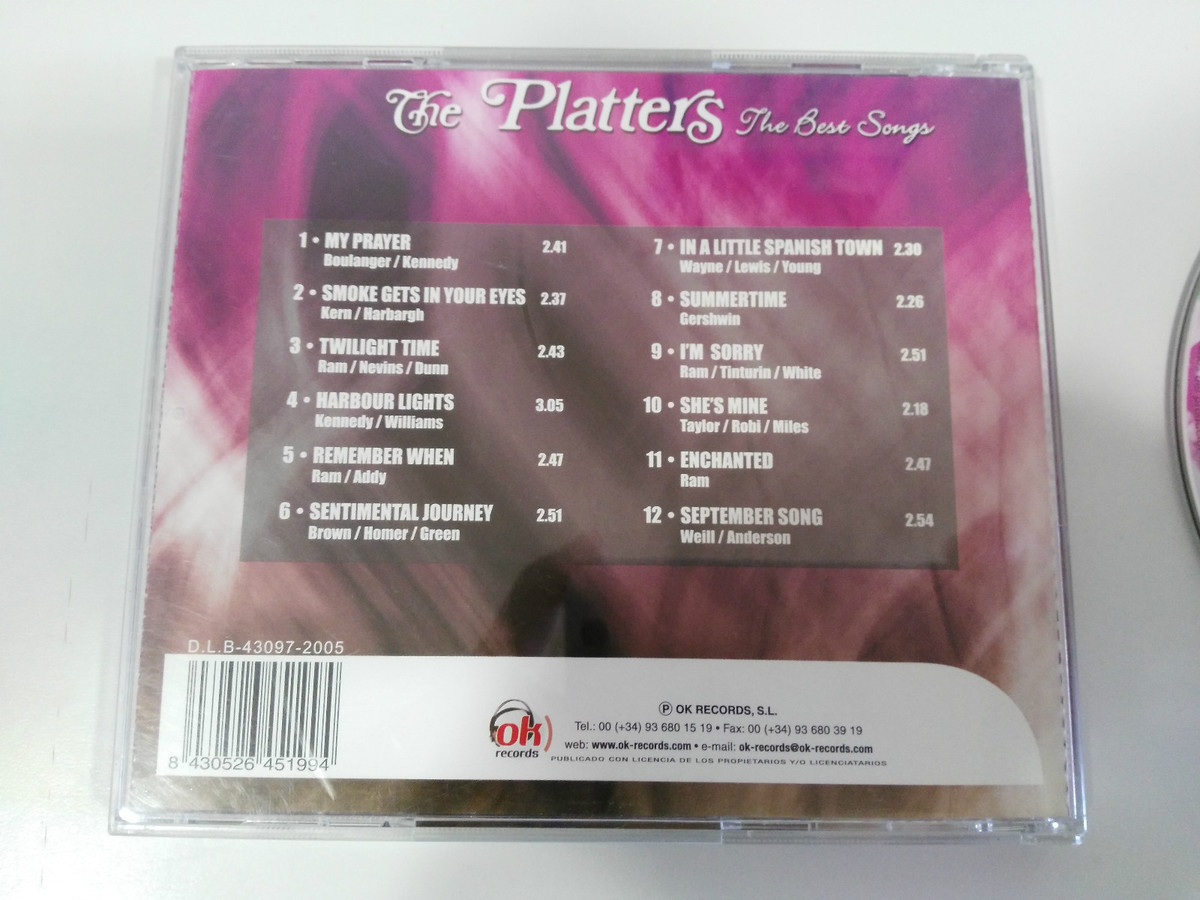 The Platters The Best Songs
1 • MY PRAYER 2.41
Boulanger / Kennedy
2 • SMOKE GETS IN YOUR EYES 2.37
Kern / Harbargh
3 • TWILIGHT TIME 2.43
Ram / Nevins / Dunn
4 • HARBOUR LIGHTS 3.05
Kennedy / Williams
5 • REMEMBER WHEN 2.47
Ram / Addy
6 • SENTIMENTAL JOURNEY 2.51
Brown / Homer / Green
7 • IN A LITTLE SPANISH TOWN 2.30
Wayne / Lewis / Young
8 • SUMMERTIME 2.26
Gershwin
9 • I'M SORRY 2.51
Ram / Tinturin / White
10 • SHE'S MINE 2.18
Taylor / Robi / Miles
11 • ENCHANTED 2.47
Ram
12 • SEPTEMBER SONG 2.54
Weill / Anderson
D.L.B-43097-2005
8 430526 451994
ok records
Ⓟ OK RECORDS, S.L.
Tel.: 00 (+34) 93 680 15 19 • Fax: 00 (+34) 93 680 39 19
web: www.ok-records.com • e-mail: ok-records@ok-records.com
PUBLICADO CON LICENCIA DE LOS PROPIETARIOS Y/O LICENCIATARIOS